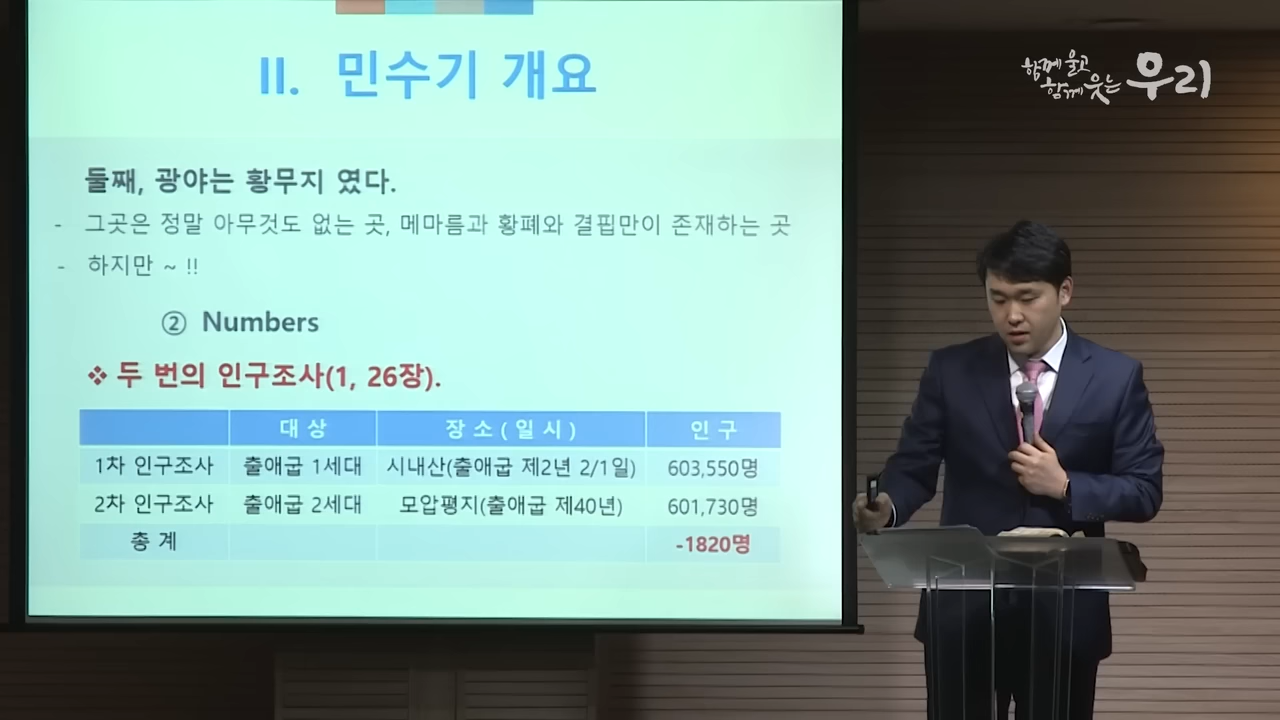 II. 민수기 개요
함께 울고
함께 웃는 우리
둘째, 광야는 황무지 였다.
- 그곳은 정말 아무것도 없는 곳, 메마름과 황폐와 결핍만이 존재하는 곳
- 하지만 ~ !!
② Numbers
❖ 두 번의 인구조사(1, 26장).
대 상 장 소 ( 일 시 ) 인 구
1차 인구조사 출애굽 1세대 시내산(출애굽 제2년 2/1일) 603,550명
2차 인구조사 출애굽 2세대 모압평지(출애굽 제40년) 601,730명
총 계 -1820명